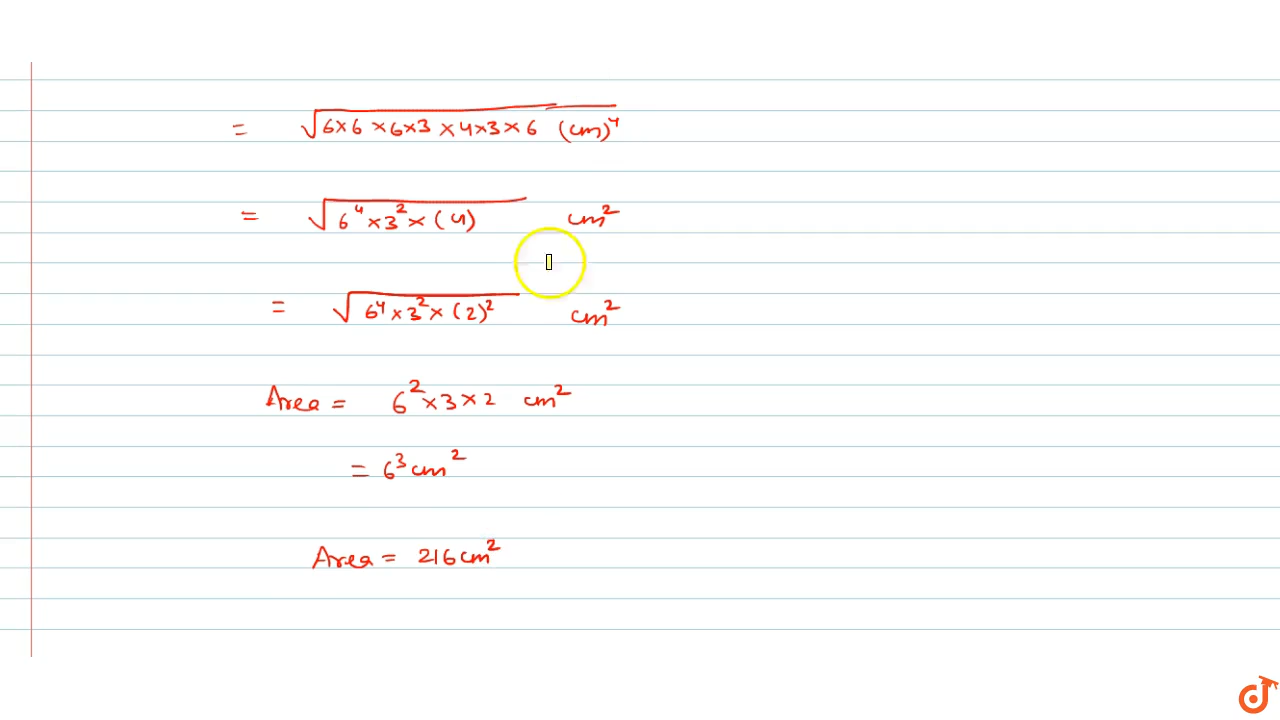 = √6×6×6×3×4×3×6 (cm)⁴
= √6⁴×3²×(4) cm²
= √6⁴×3²×(2)² cm²
Area = 6²×3×2 cm²
= 6³cm²
Area = 216cm²